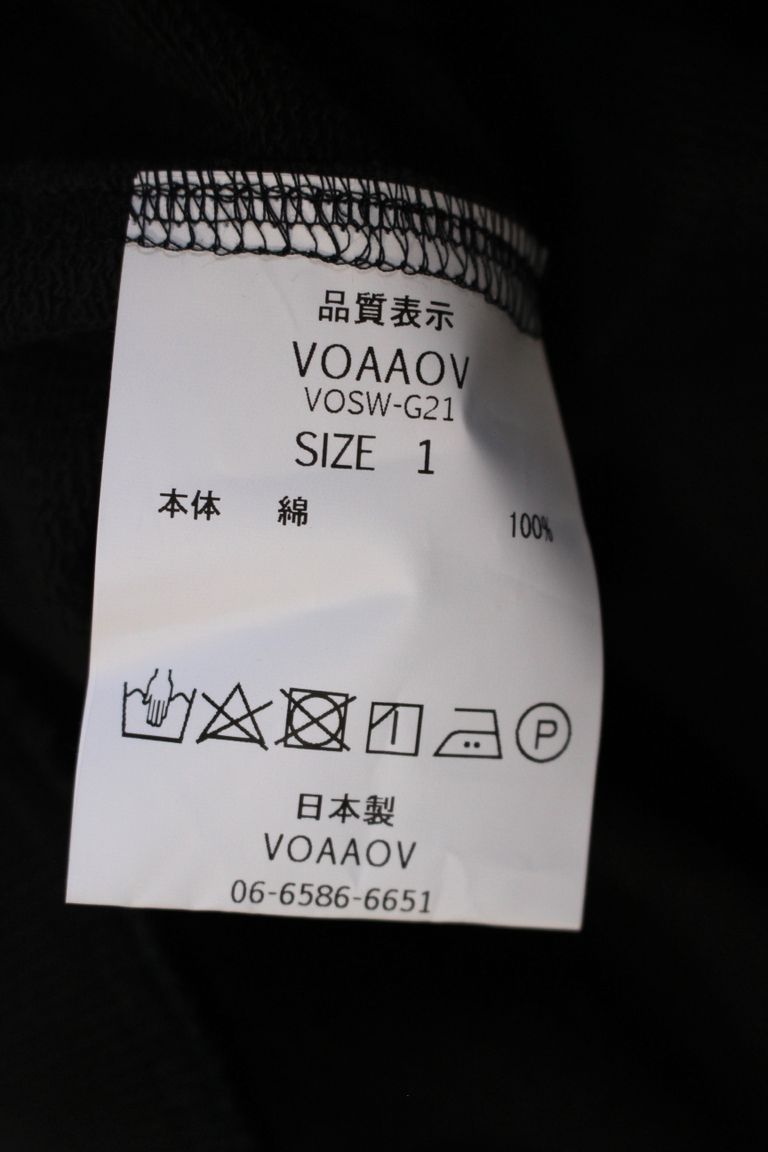 品質表示
VOAAOV
VOSW-G21
SIZE 1
本体 綿 100%
P
日本製
VOAAOV
06-6586-6651